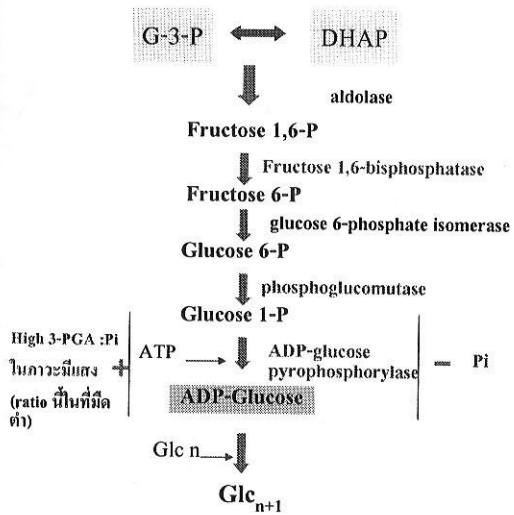 G-3-P DHAP
aldolase
Fructose 1,6-P
Fructose 1,6-bisphosphatase
Fructose 6-P
glucose 6-phosphate isomerase
Glucose 6-P
phosphoglucomutase
Glucose 1-P
High 3-PGA :Pi
ในภาวะมีแสง
(ratio นี้ในที่มืด
ต่ำ)
+
ATP
ADP-glucose
pyrophosphorylase
− Pi
ADP-Glucose
Glc n
Glcn+1